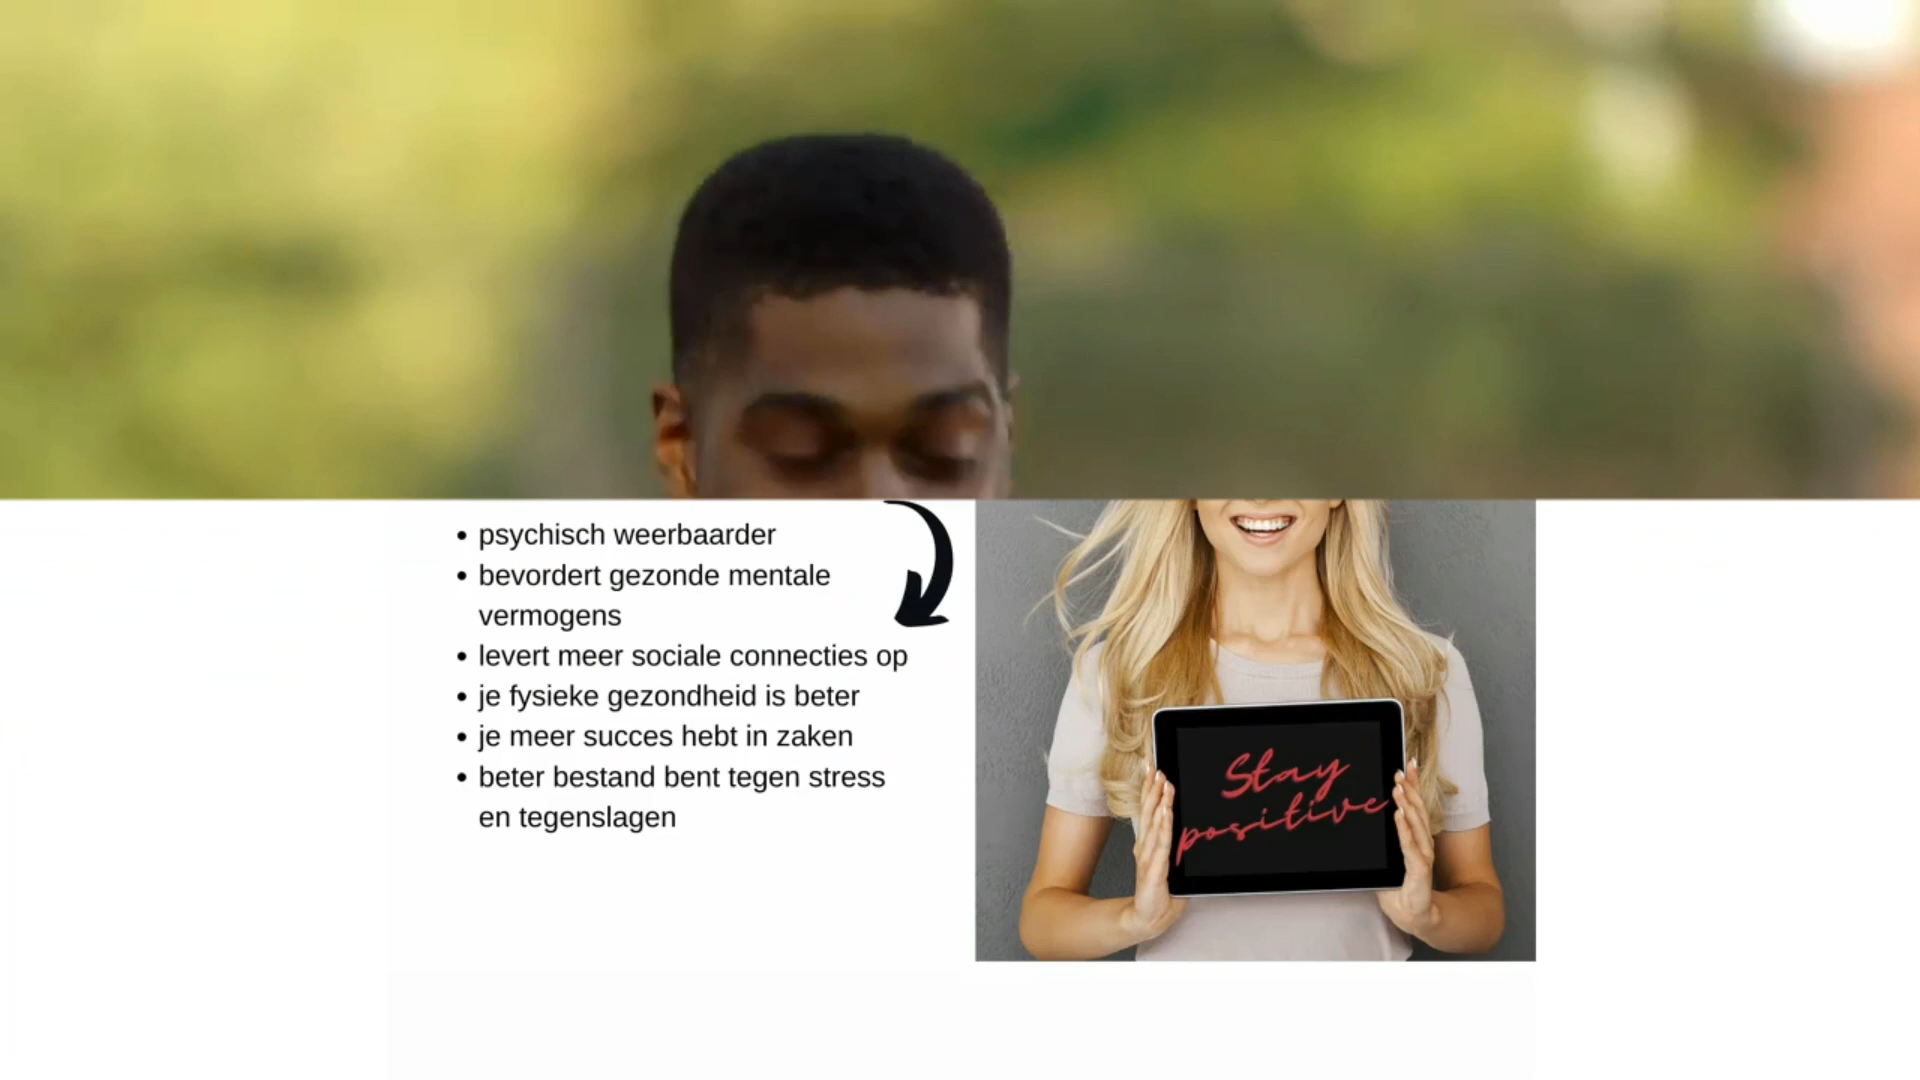 psychisch weerbaarder
bevordert gezonde mentale
vermogens
levert meer sociale connecties op
je fysieke gezondheid is beter
je meer succes hebt in zaken
beter bestand bent tegen stress
en tegenslagen
Stay
positive